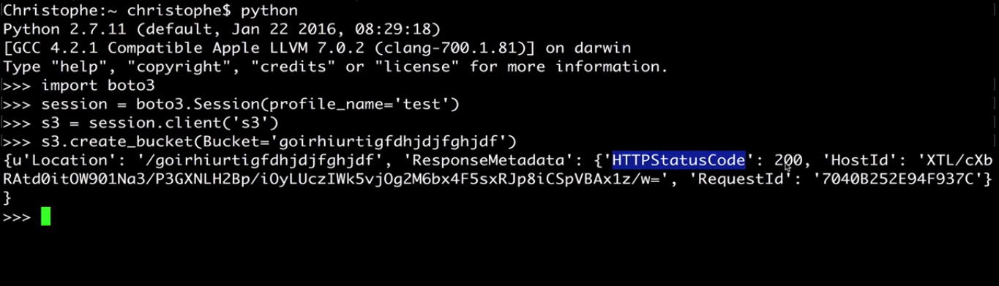 Christophe:~ christophe$ python
Python 2.7.11 (default, Jan 22 2016, 08:29:18)
[GCC 4.2.1 Compatible Apple LLVM 7.0.2 (clang-700.1.81)] on darwin
Type "help", "copyright", "credits" or "license" for more information.
>>> import boto3
>>> session = boto3.Session(profile_name='test')
>>> s3 = session.client('s3')
>>> s3.create_bucket(Bucket='goirhiurtigfdhjdjfghjdf')
{u'Location': '/goirhiurtigfdhjdjfghjdf', 'ResponseMetadata': {'HTTPStatusCode': 200, 'HostId': 'XTL/cXb
RAtd0itOW901Na3/P3GXNLH2Bp/iOyLUczIWk5vjOg2M6bx4F5sxRJp8iCSpVBAx1z/w=', 'RequestId': '7040B252E94F937C'}
}
>>>